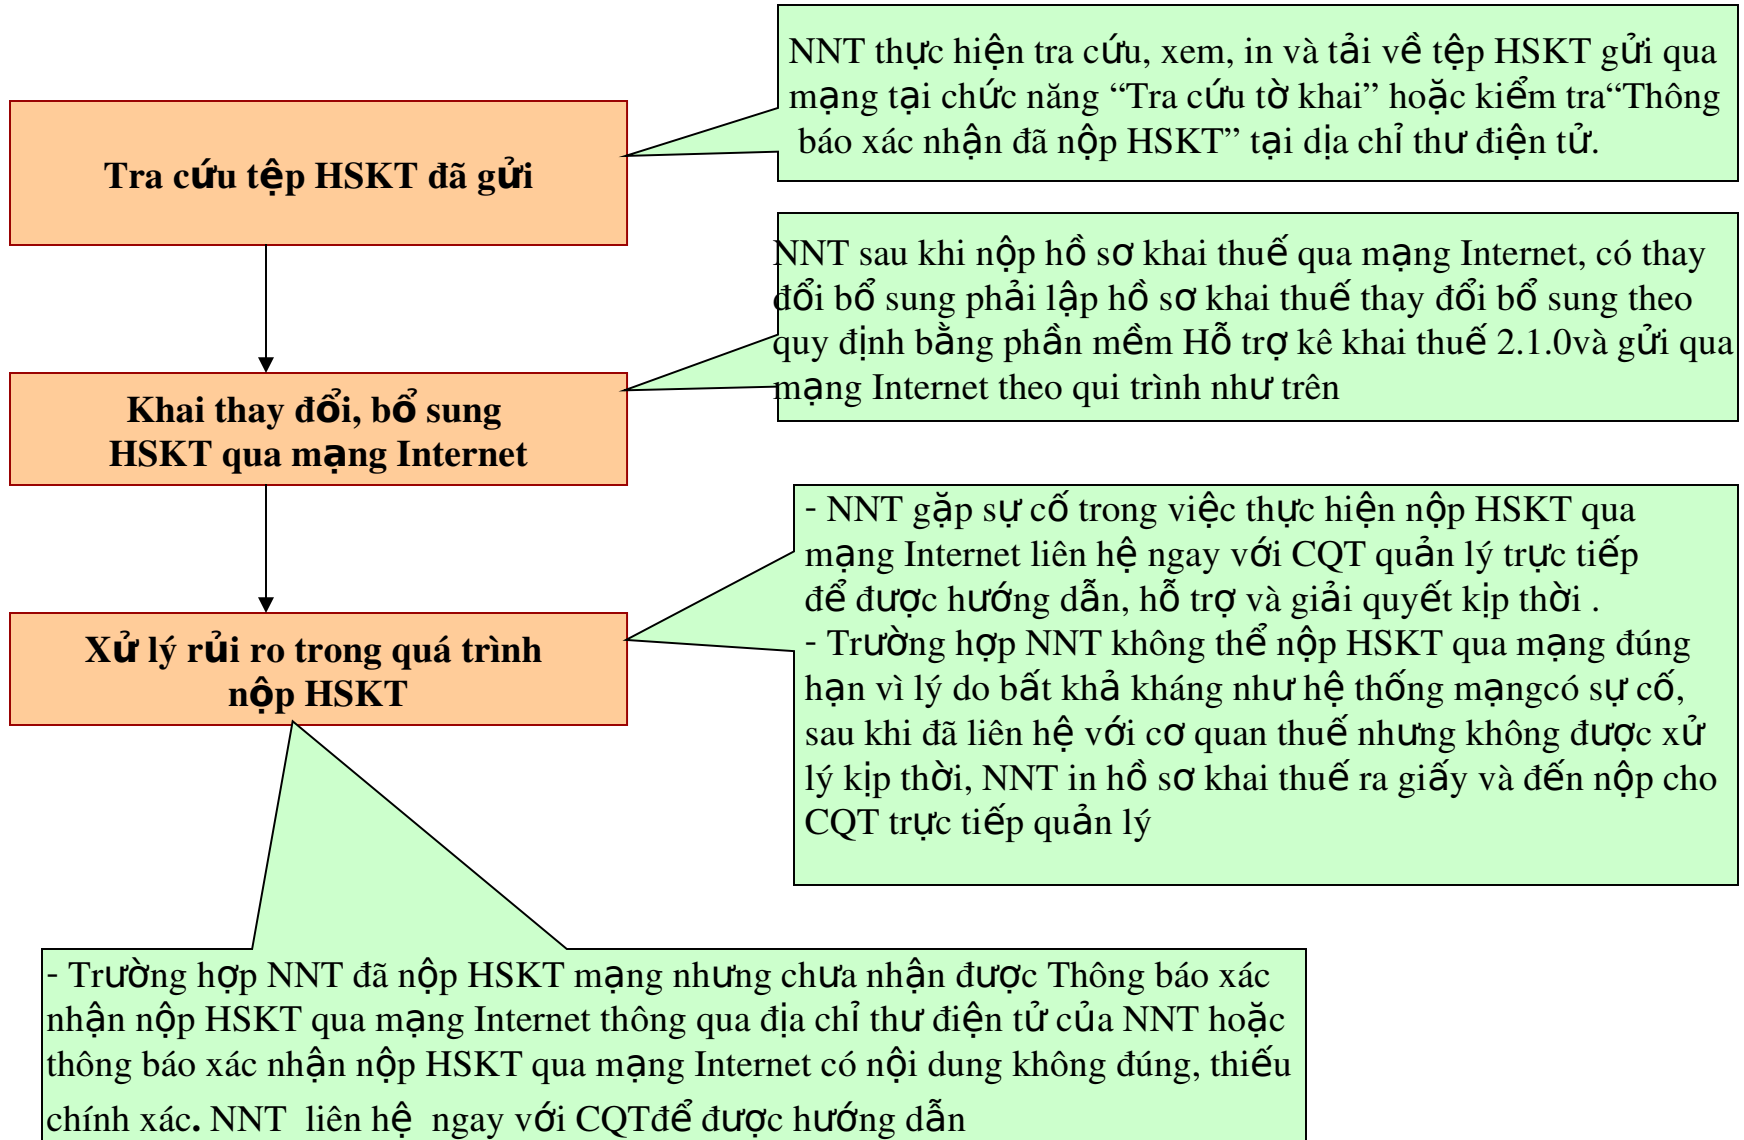 NNT thực hiện tra cứu, xem, in và tải về tệp HSKT gửi qua
mạng tại chức năng “Tra cứu tờ khai” hoặc kiểm tra“Thông
báo xác nhận đã nộp HSKT” tại dịa chỉ thư điện tử.
Tra cứu tệp HSKT đã gửi
NNT sau khi nộp hồ sơ khai thuế qua mạng Internet, có thay
đổi bổ sung phải lập hồ sơ khai thuế thay đổi bổ sung theo
quy định bằng phần mềm Hỗ trợ kê khai thuế 2.1.0và gửi qua
mạng Internet theo qui trình như trên
Khai thay đổi, bổ sung
HSKT qua mạng Internet
- NNT gặp sự cố trong việc thực hiện nộp HSKT qua
mạng Internet liên hệ ngay với CQT quản lý trực tiếp
để được hướng dẫn, hỗ trợ và giải quyết kịp thời .
- Trường hợp NNT không thể nộp HSKT qua mạng đúng
hạn vì lý do bất khả kháng như hệ thống mạngcó sự cố,
sau khi đã liên hệ với cơ quan thuế nhưng không được xử
lý kịp thời, NNT in hồ sơ khai thuế ra giấy và đến nộp cho
CQT trực tiếp quản lý
Xử lý rủi ro trong quá trình
nộp HSKT
- Trường hợp NNT đã nộp HSKT mạng nhưng chưa nhận được Thông báo xác
nhận nộp HSKT qua mạng Internet thông qua địa chỉ thư điện tử của NNT hoặc
thông báo xác nhận nộp HSKT qua mạng Internet có nội dung không đúng, thiếu
chính xác. NNT liên hệ ngay với CQTđể được hướng dẫn